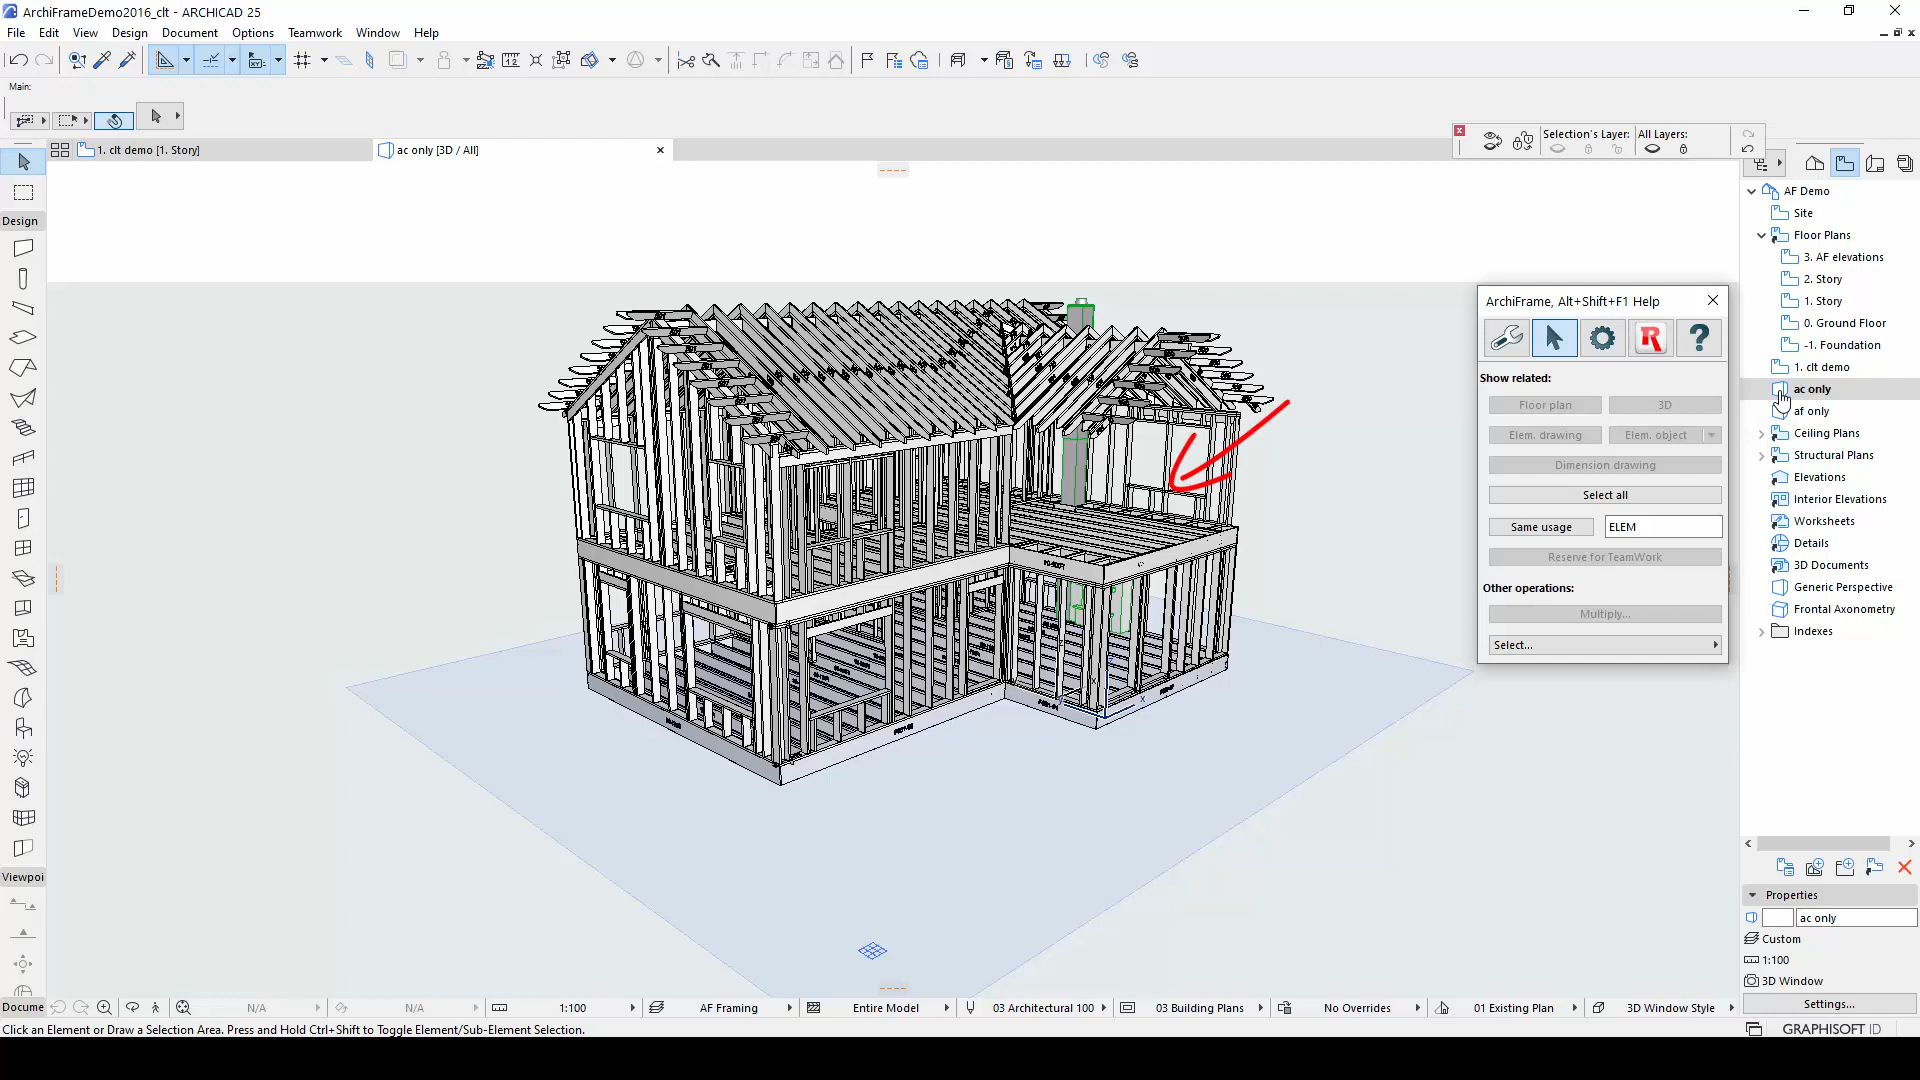 ArchiFrameDemo2016_clt - ARCHICAD 25
File Edit View Design Document Options Teamwork Window Help
Main:
1. clt demo [1. Story]
ac only [3D / All]
Selection's Layer: All Layers:
Design
Viewpoi
Docume
ArchiFrame, Alt+Shift+F1 Help
R
?
Show related:
Floor plan 3D
Elem. drawing Elem. object
Dimension drawing
Select all
Same usage ELEM
Reserve for TeamWork
Other operations:
Multiply...
Select...
AF Demo
Site
Floor Plans
3. AF elevations
2. Story
1. Story
0. Ground Floor
-1. Foundation
1. clt demo
ac only
af only
Ceiling Plans
Structural Plans
Elevations
Interior Elevations
Worksheets
Details
3D Documents
Generic Perspective
Frontal Axonometry
Indexes
Properties
ac only
Custom
1:100
3D Window
Settings...
N/A N/A 1:100 AF Framing Entire Model 03 Architectural 100 03 Building Plans No Overrides 01 Existing Plan 3D Window Style
Click an Element or Draw a Selection Area. Press and Hold Ctrl+Shift to Toggle Element/Sub-Element Selection.
GRAPHISOFT ID